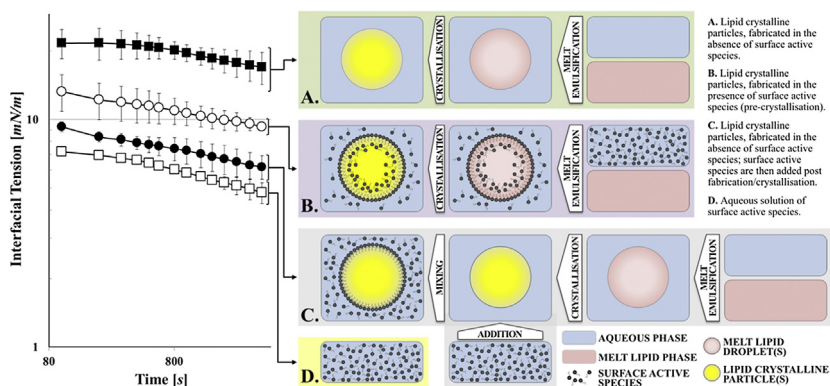 Interfacial Tension [mN/m]
10
1
80
800
Time [s]
A.
CRYSTALLISATION
MELT
EMULSIFICATION
B.
CRYSTALLISATION
MELT
EMULSIFICATION
C.
MIXING
CRYSTALLISATION
MELT
EMULSIFICATION
D.
ADDITION
AQUEOUS PHASE
MELT LIPID PHASE
SURFACE ACTIVE
SPECIES
MELT LIPID
DROPLET(S)
LIPID CRYSTALLINE
PARTICLE(S)
A. Lipid crystalline
particles, fabricated in the
absence of surface active
species.
B. Lipid crystalline
particles, fabricated in the
presence of surface active
species (pre-crystallisation).
C. Lipid crystalline
particles, fabricated in the
absence of surface active
species; surface active
species are then added post
fabrication/crystallisation.
D. Aqueous solution of
surface active species.